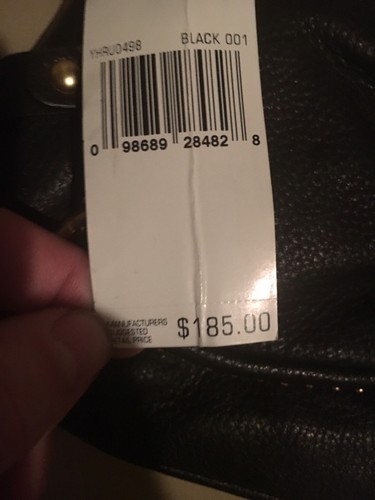 YHRU0498 BLACK 001
0 98689 28482 8
MANUFACTURERS
SUGGESTED
RETAIL PRICE
$185.00